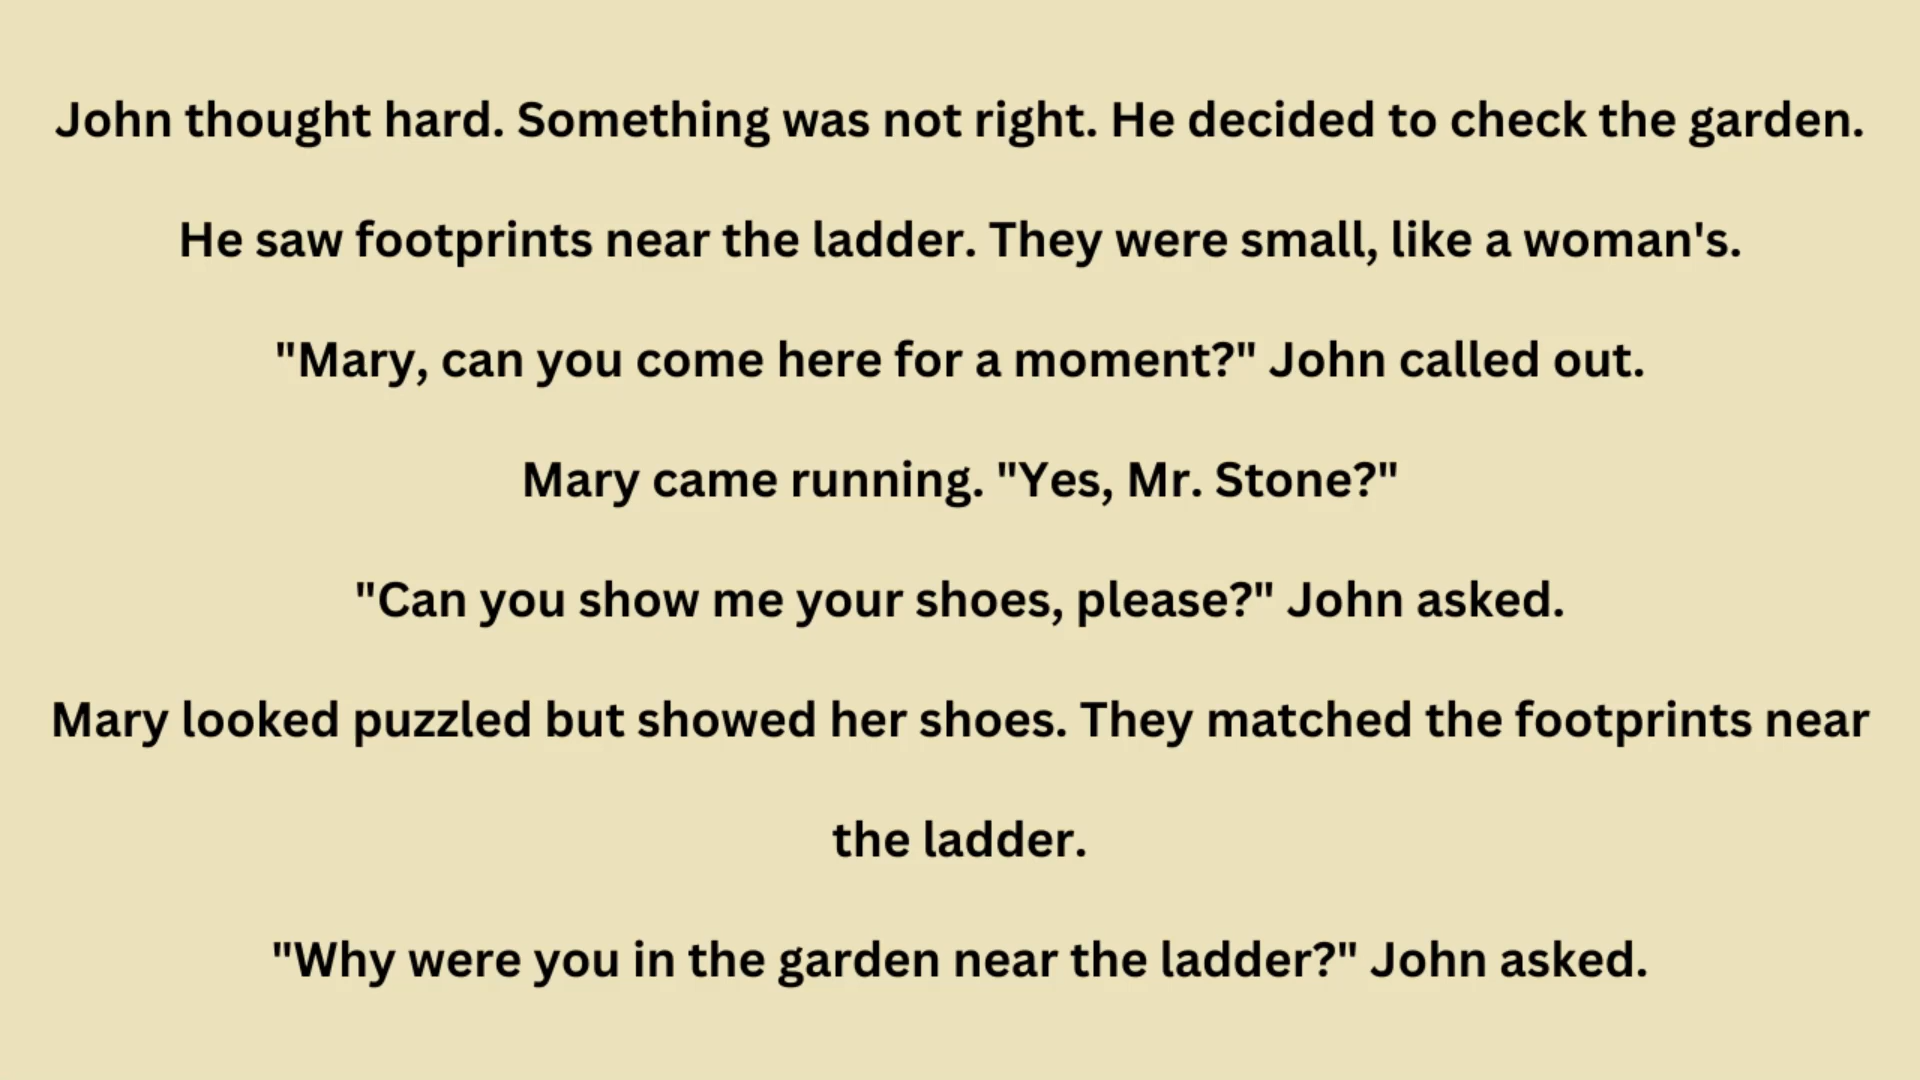 John thought hard. Something was not right. He decided to check the garden.
He saw footprints near the ladder. They were small, like a woman's.
"Mary, can you come here for a moment?" John called out.
Mary came running. "Yes, Mr. Stone?"
"Can you show me your shoes, please?" John asked.
Mary looked puzzled but showed her shoes. They matched the footprints near
the ladder.
"Why were you in the garden near the ladder?" John asked.